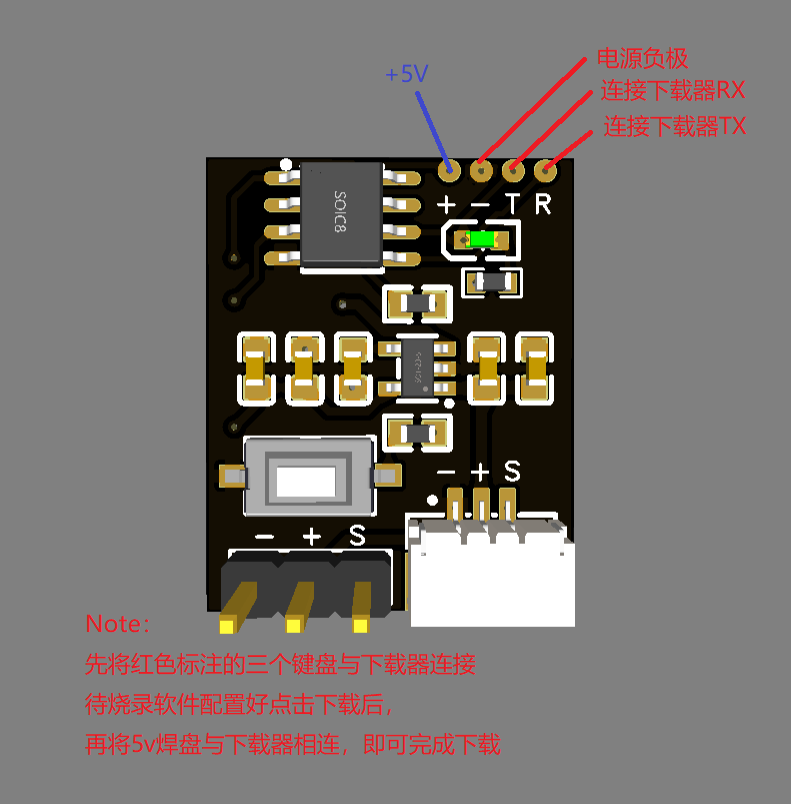 电源负极
+5V
连接下载器RX
连接下载器TX
+ − T R
SOIC8
− + S
− + S
Note：
先将红色标注的三个键盘与下载器连接
待烧录软件配置好点击下载后，
再将5v焊盘与下载器相连，即可完成下载